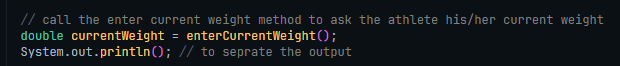 // call the enter current weight method to ask the athlete his/her current weight
double currentWeight = enterCurrentWeight();
System.out.println(); // to seprate the output